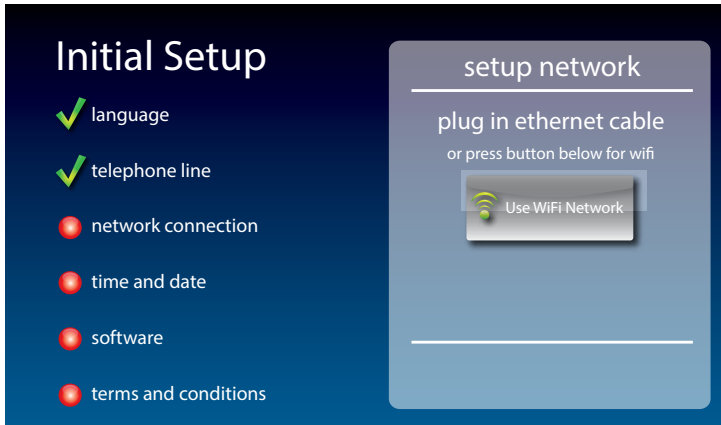 Initial Setup
language
telephone line
network connection
time and date
software
terms and conditions
setup network
plug in ethernet cable
or press button below for wifi
Use WiFi Network